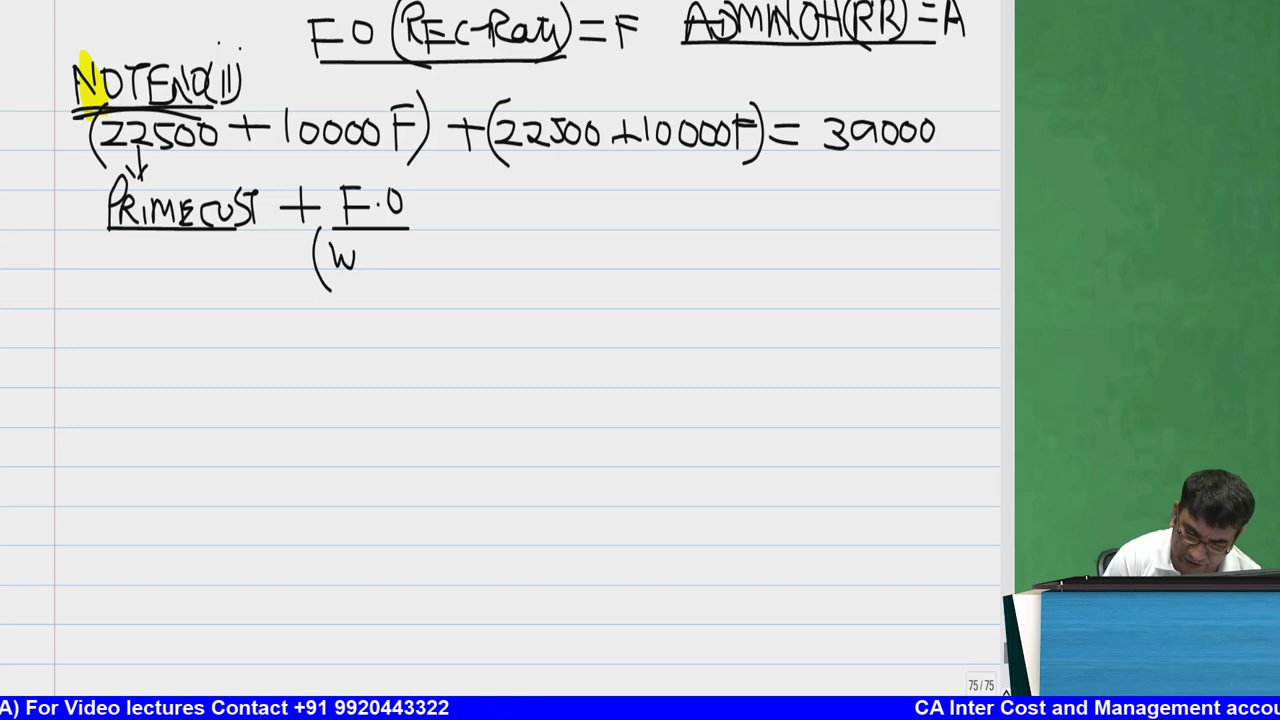 FO (REC-Rate) = F ADMIN OH (RR) = A
NOTE NO (ii)
(22500 + 10000 F) + (22500 + 10000 F) = 39000
PRIME COST + F.O
(W
75 / 75
A) For Video lectures Contact +91 9920443322 CA Inter Cost and Management accou